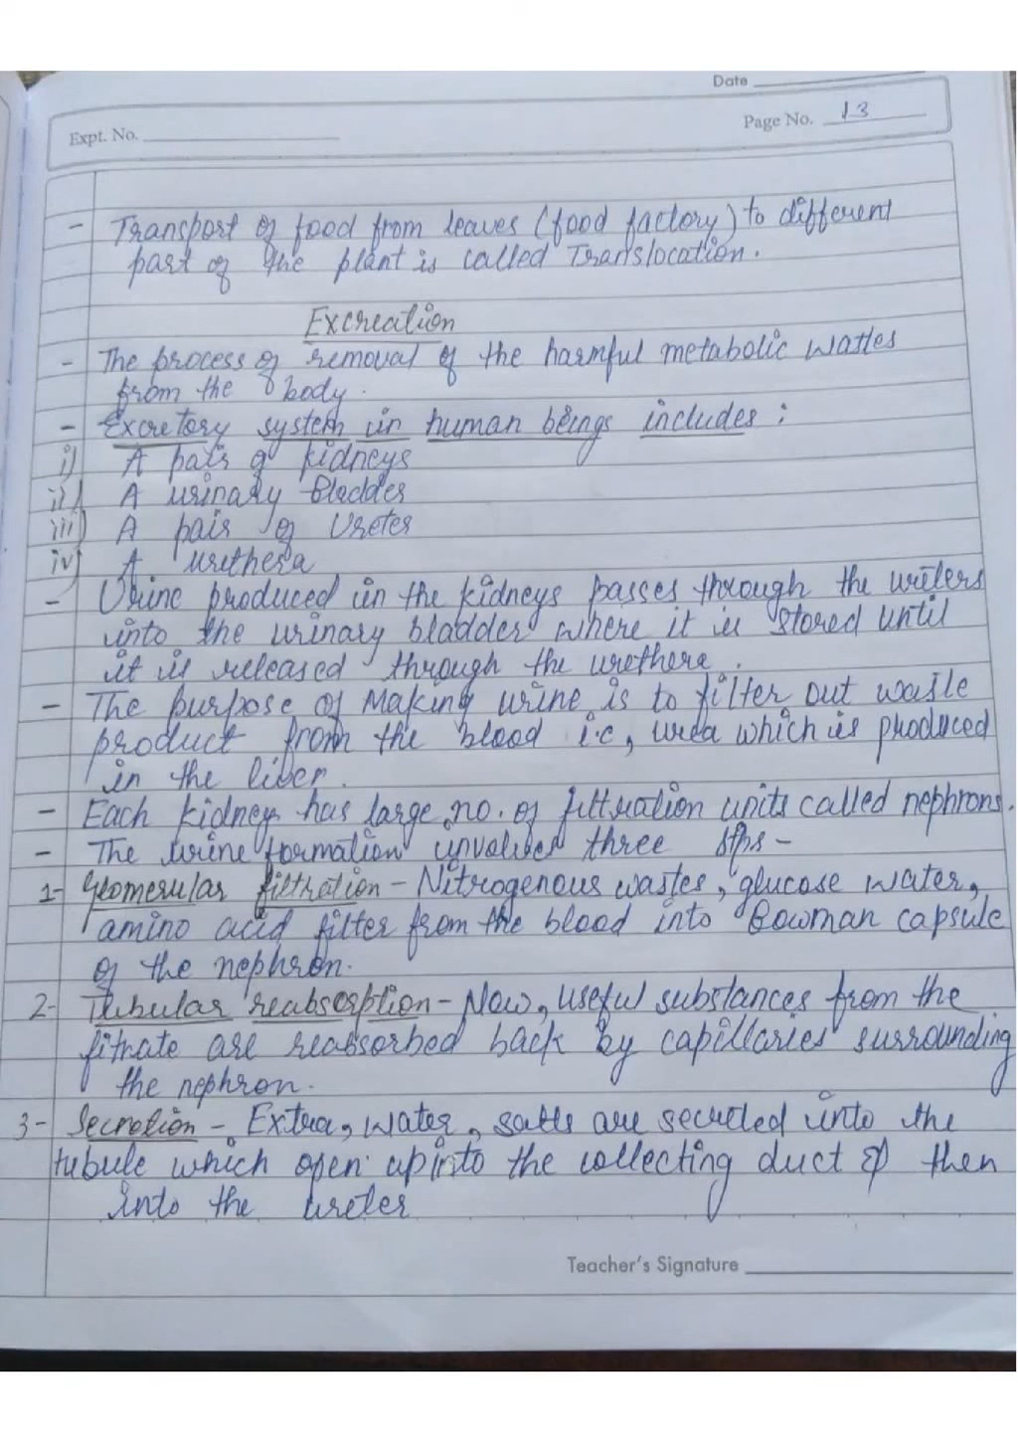 Date
Expt. No.
Page No. 13
- Transport of food from leaves (food factory) to different
part of the plant is called Translocation.
Excreation
- The process of removal of the harmful metabolic wastes
from the body.
- Excretory system in human beings includes :
i) A pair of kidneys
ii) A urinary bladder
iii) A pair of Ureter
iv) A urethera
- Urine produced in the kidneys passes through the ureters
into the urinary bladder where it is stored until
it is released through the urethera.
- The purpose of Making urine is to filter out waste
product from the blood i.e, urea which is produced
in the liver.
- Each kidney has large no. of filtration units called nephrons.
- The urine formation involves three stps -
1- Glomerular filtration - Nitrogenous wastes, glucose water,
amino acid filter from the blood into Bowman capsule
of the nephron.
2- Tubular reabsorption - Now, useful substances from the
fitrate are reabsorbed back by capillaries surrounding
the nephron.
3- Secretion - Extra, water, salts are secreted into the
tubule which open up into the collecting duct & then
into the ureter
Teacher's Signature